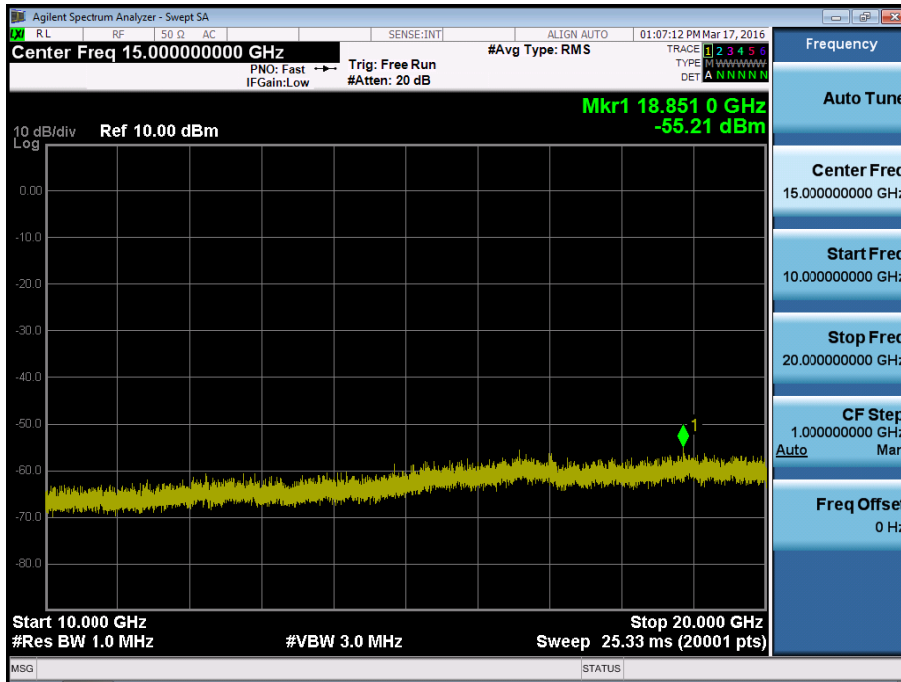 Agilent Spectrum Analyzer - Swept SA
LXI RL RF 50 Ω AC SENSE:INT ALIGN AUTO 01:07:12 PM Mar 17, 2016
Center Freq 15.000000000 GHz
PNO: Fast
IFGain:Low
Trig: Free Run
#Atten: 20 dB
#Avg Type: RMS
TRACE 1 2 3 4 5 6
TYPE M WWWWW
DET A N N N N N
Mkr1 18.851 0 GHz
-55.21 dBm
10 dB/div Ref 10.00 dBm
Log
0.00
-10.0
-20.0
-30.0
-40.0
-50.0
-60.0
-70.0
-80.0
1
Start 10.000 GHz Stop 20.000 GHz
#Res BW 1.0 MHz #VBW 3.0 MHz Sweep 25.33 ms (20001 pts)
MSG STATUS
Frequency
Auto Tune
Center Freq
15.000000000 GHz
Start Freq
10.000000000 GHz
Stop Freq
20.000000000 GHz
CF Step
1.000000000 GHz
Auto Man
Freq Offset
0 Hz